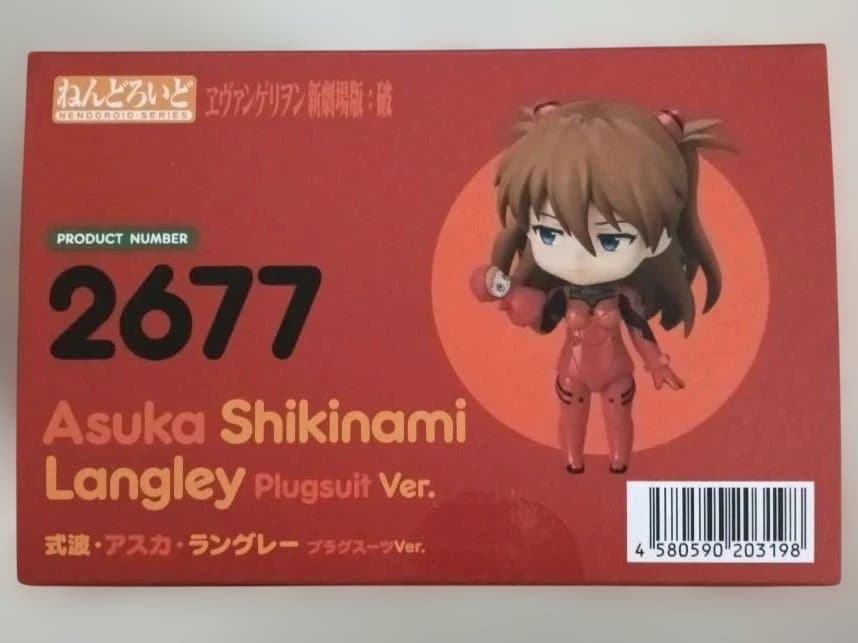 ねんどろいど
NENDOROID-SERIES
ヱヴァンゲリヲン 新劇場版:破
PRODUCT NUMBER
2677
Asuka Shikinami
Langley Plugsuit Ver.
式波・アスカ・ラングレー プラグスーツVer.
4 580590 203198